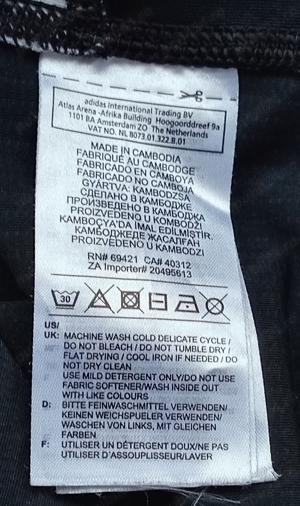 adidas International Trading BV
Atlas Arena -Afrika Building Hoogoorddreef 9a
1101 BA Amsterdam ZO The Netherlands
VAT NO. NL 8073.01.322.B.01
MADE IN CAMBODIA
FABRIQUÉ AU CAMBODGE
FABRICADO EN CAMBOYA
FABRICADO NO CAMBOJA
GYÁRTVA: KAMBODZSA
СДЕЛАНО В КАМБОДЖЕ
ПРОИЗВЕДЕНО В КАМБОДЖА
PROIZVEDENO U KAMBODŽI
KAMBOÇYA'DA İMAL EDİLMİŞTİR.
КАМБОДЖЕДЕ ЖАСАЛҒАН
PROIZVEDENO U KOMBODZI
RN# 69421 CA# 40312
ZA Importer# 20495613
30
US/
UK: MACHINE WASH COLD DELICATE CYCLE /
DO NOT BLEACH / DO NOT TUMBLE DRY /
FLAT DRYING / COOL IRON IF NEEDED / DO
NOT DRY CLEAN
USE MILD DETERGENT ONLY/DO NOT USE
FABRIC SOFTENER/WASH INSIDE OUT
WITH LIKE COLOURS
D: BITTE FEINWASCHMITTEL VERWENDEN/
KEINEN WEICHSPUELER VERWENDEN/
WASCHEN VON LINKS, MIT GLEICHEN
FARBEN
F: UTILISER UN DÉTERGENT DOUX/NE PAS
UTILISER D'ASSOUPLISSEUR/LAVER